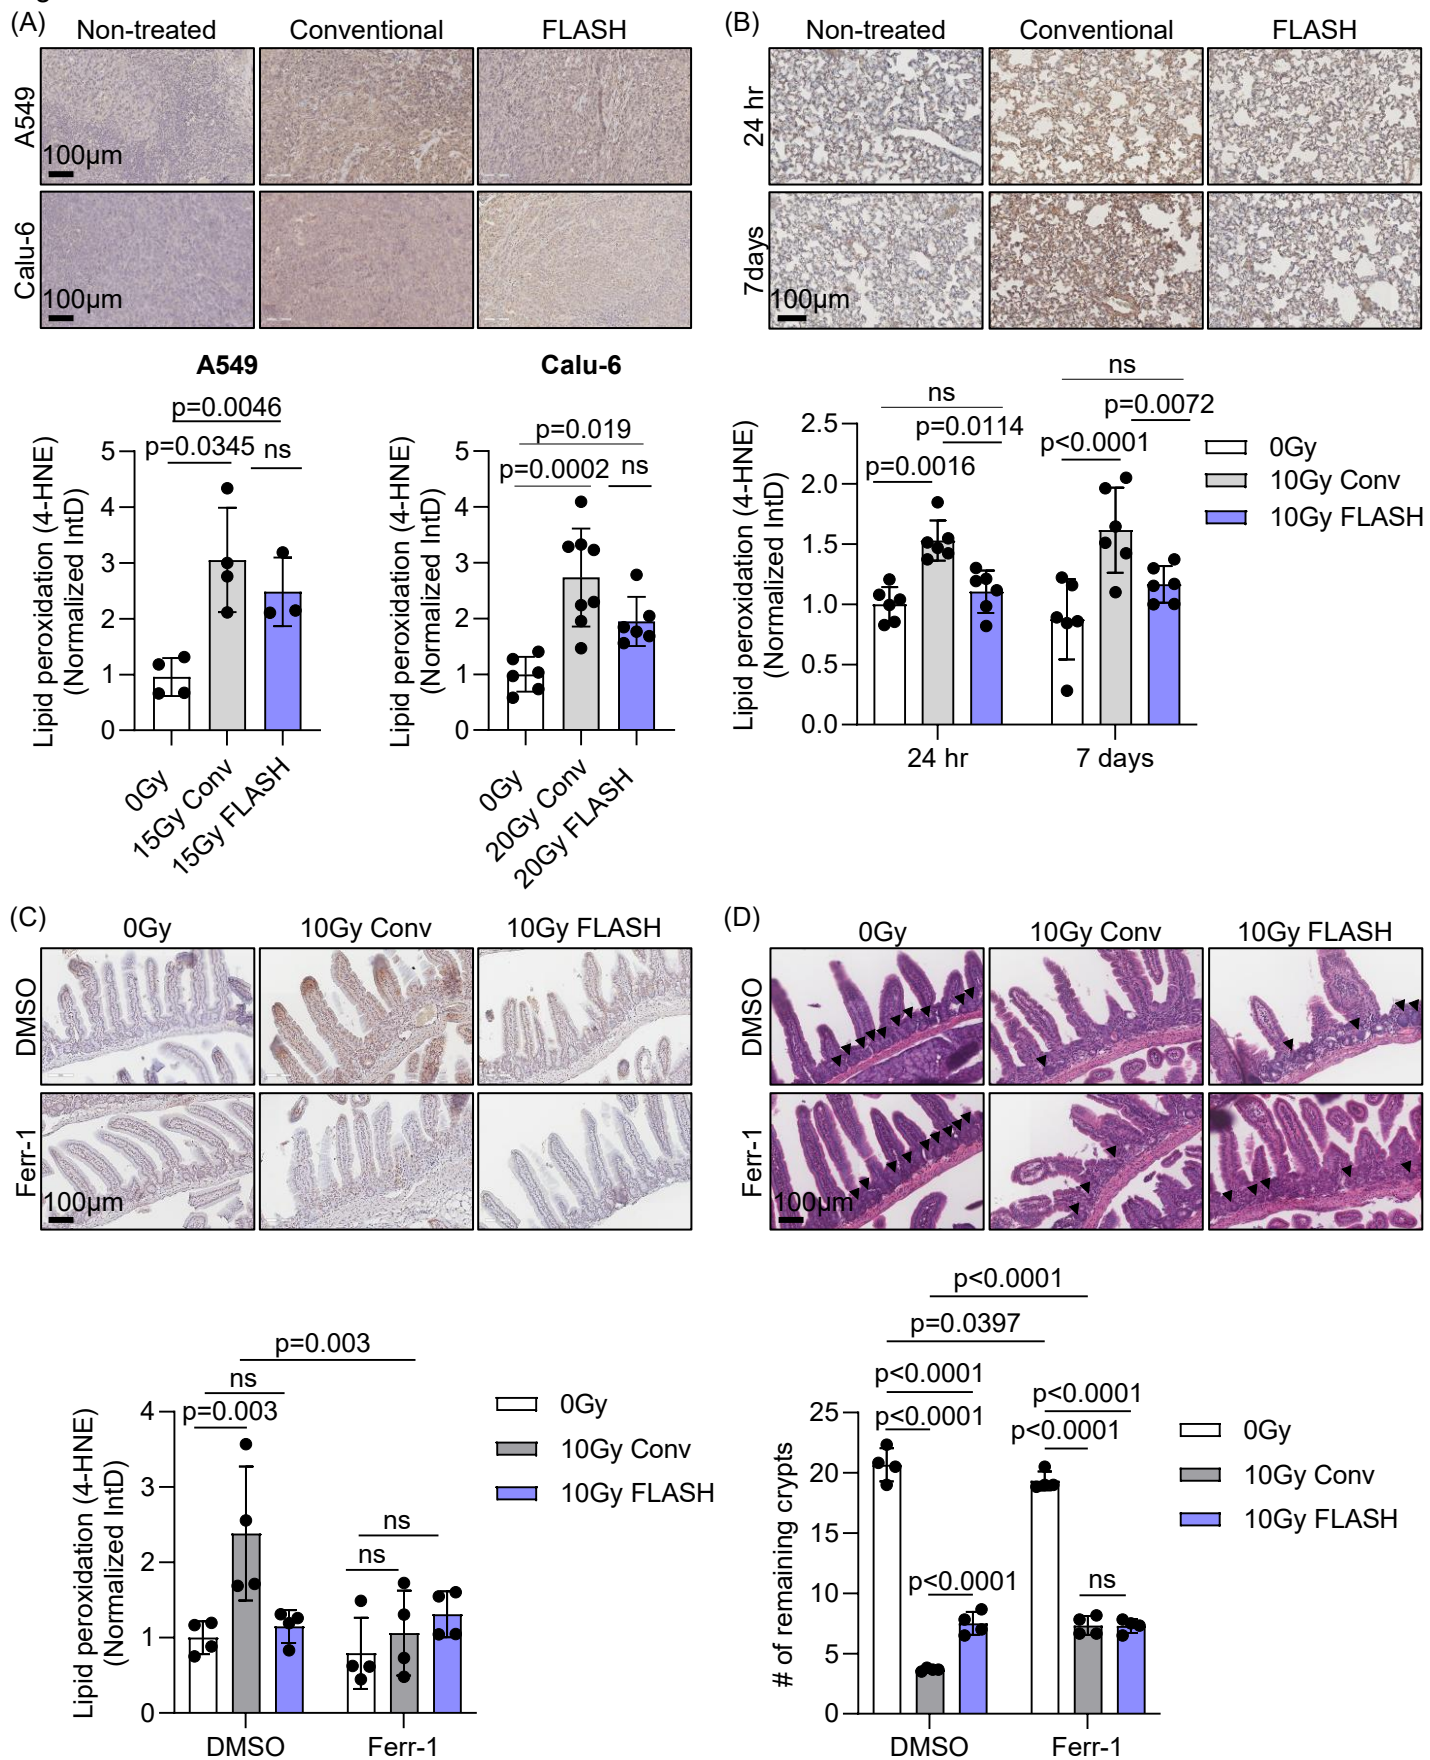 (A)
Non-treated Conventional FLASH
A549
100μm
Calu-6
100μm
A549
p=0.0046
p=0.0345 ns
Lipid peroxidation (4-HNE)
(Normalized IntD)
5
4
3
2
1
0
0Gy
15Gy Conv
15Gy FLASH
Calu-6
p=0.019
p=0.0002 ns
Lipid peroxidation (4-HNE)
(Normalized IntD)
5
4
3
2
1
0
0Gy
20Gy Conv
20Gy FLASH
(B)
Non-treated Conventional FLASH
24 hr
7days
100μm
ns
ns
p=0.0072
p=0.0114
p<0.0001
p=0.0016
Lipid peroxidation (4-HNE)
(Normalized IntD)
2.5
2.0
1.5
1.0
0.5
0.0
24 hr 7 days
0Gy
10Gy Conv
10Gy FLASH
(C)
0Gy 10Gy Conv 10Gy FLASH
DMSO
Ferr-1
100μm
p=0.003
ns
p=0.003
ns
ns
Lipid peroxidation (4-HNE)
(Normalized IntD)
4
3
2
1
0
DMSO Ferr-1
0Gy
10Gy Conv
10Gy FLASH
(D)
0Gy 10Gy Conv 10Gy FLASH
DMSO
Ferr-1
100μm
p<0.0001
p=0.0397
p<0.0001
p<0.0001
p<0.0001
p<0.0001
p<0.0001
ns
# of remaining crypts
25
20
15
10
5
0
DMSO Ferr-1
0Gy
10Gy Conv
10Gy FLASH